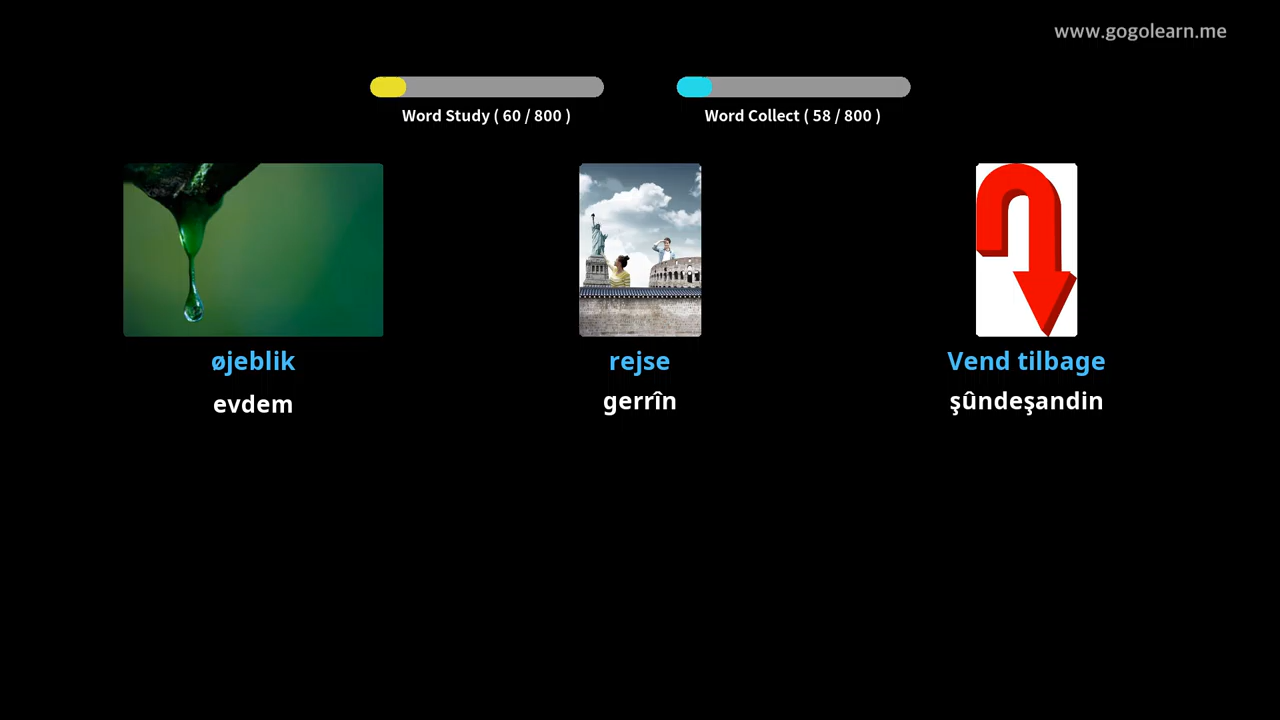 www.gogolearn.me
Word Study ( 60 / 800 )
Word Collect ( 58 / 800 )
øjeblik
rejse
Vend tilbage
evdem
gerrîn
şûndeşandin